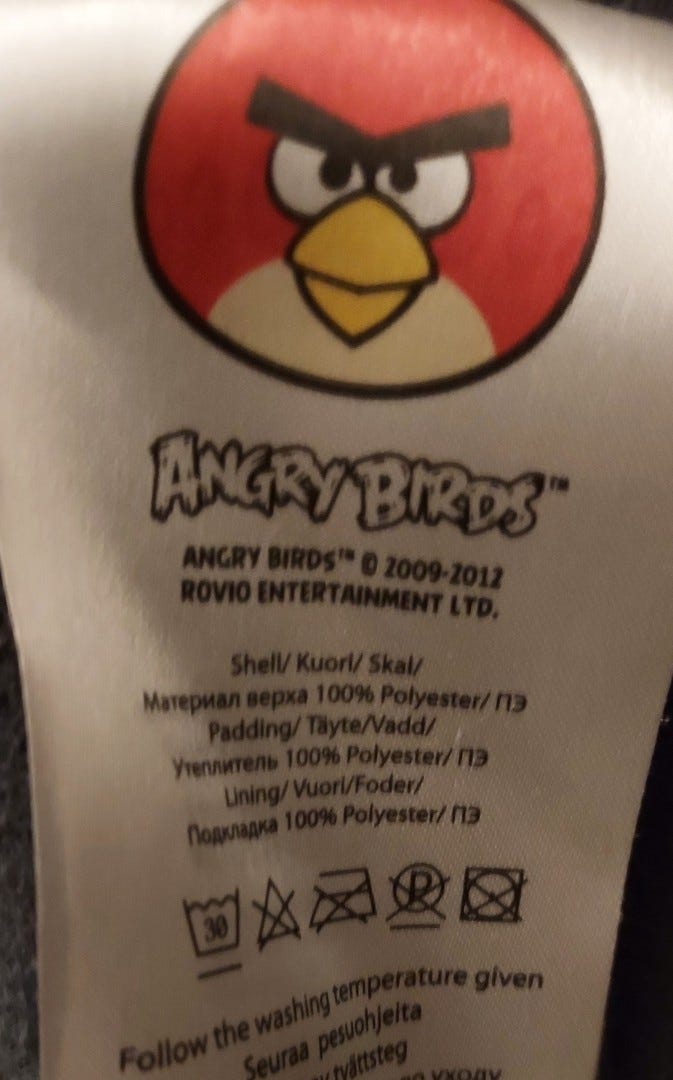 ANGRY BIRDS™
ANGRY BIRDS™ © 2009-2012
ROVIO ENTERTAINMENT LTD.
Shell/ Kuori/ Skal/
Материал верха 100% Polyester/ ПЭ
Padding/ Täyte/Vadd/
Утеплитель 100% Polyester/ ПЭ
Lining/ Vuori/Foder/
Подкладка 100% Polyester/ ПЭ
30 P
Follow the washing temperature given
Seuraa pesuohjeita
tvättsteg
уходу